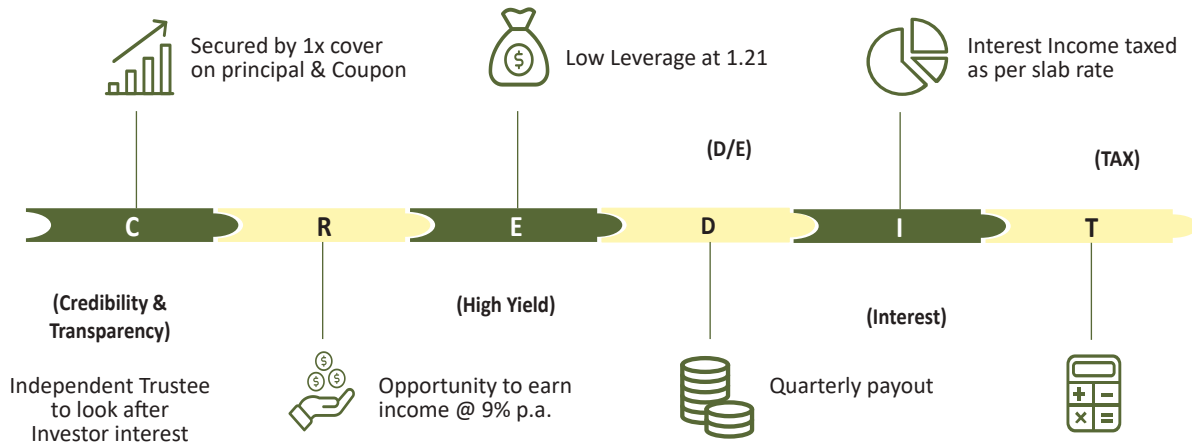 Secured by 1x cover
on principal & Coupon
Low Leverage at 1.21
Interest Income taxed
as per slab rate
(D/E)
(TAX)
C
R
E
D
I
T
(Credibility &
Transparency)
(High Yield)
(Interest)
Independent Trustee
to look after
Investor interest
Opportunity to earn
income @ 9% p.a.
Quarterly payout